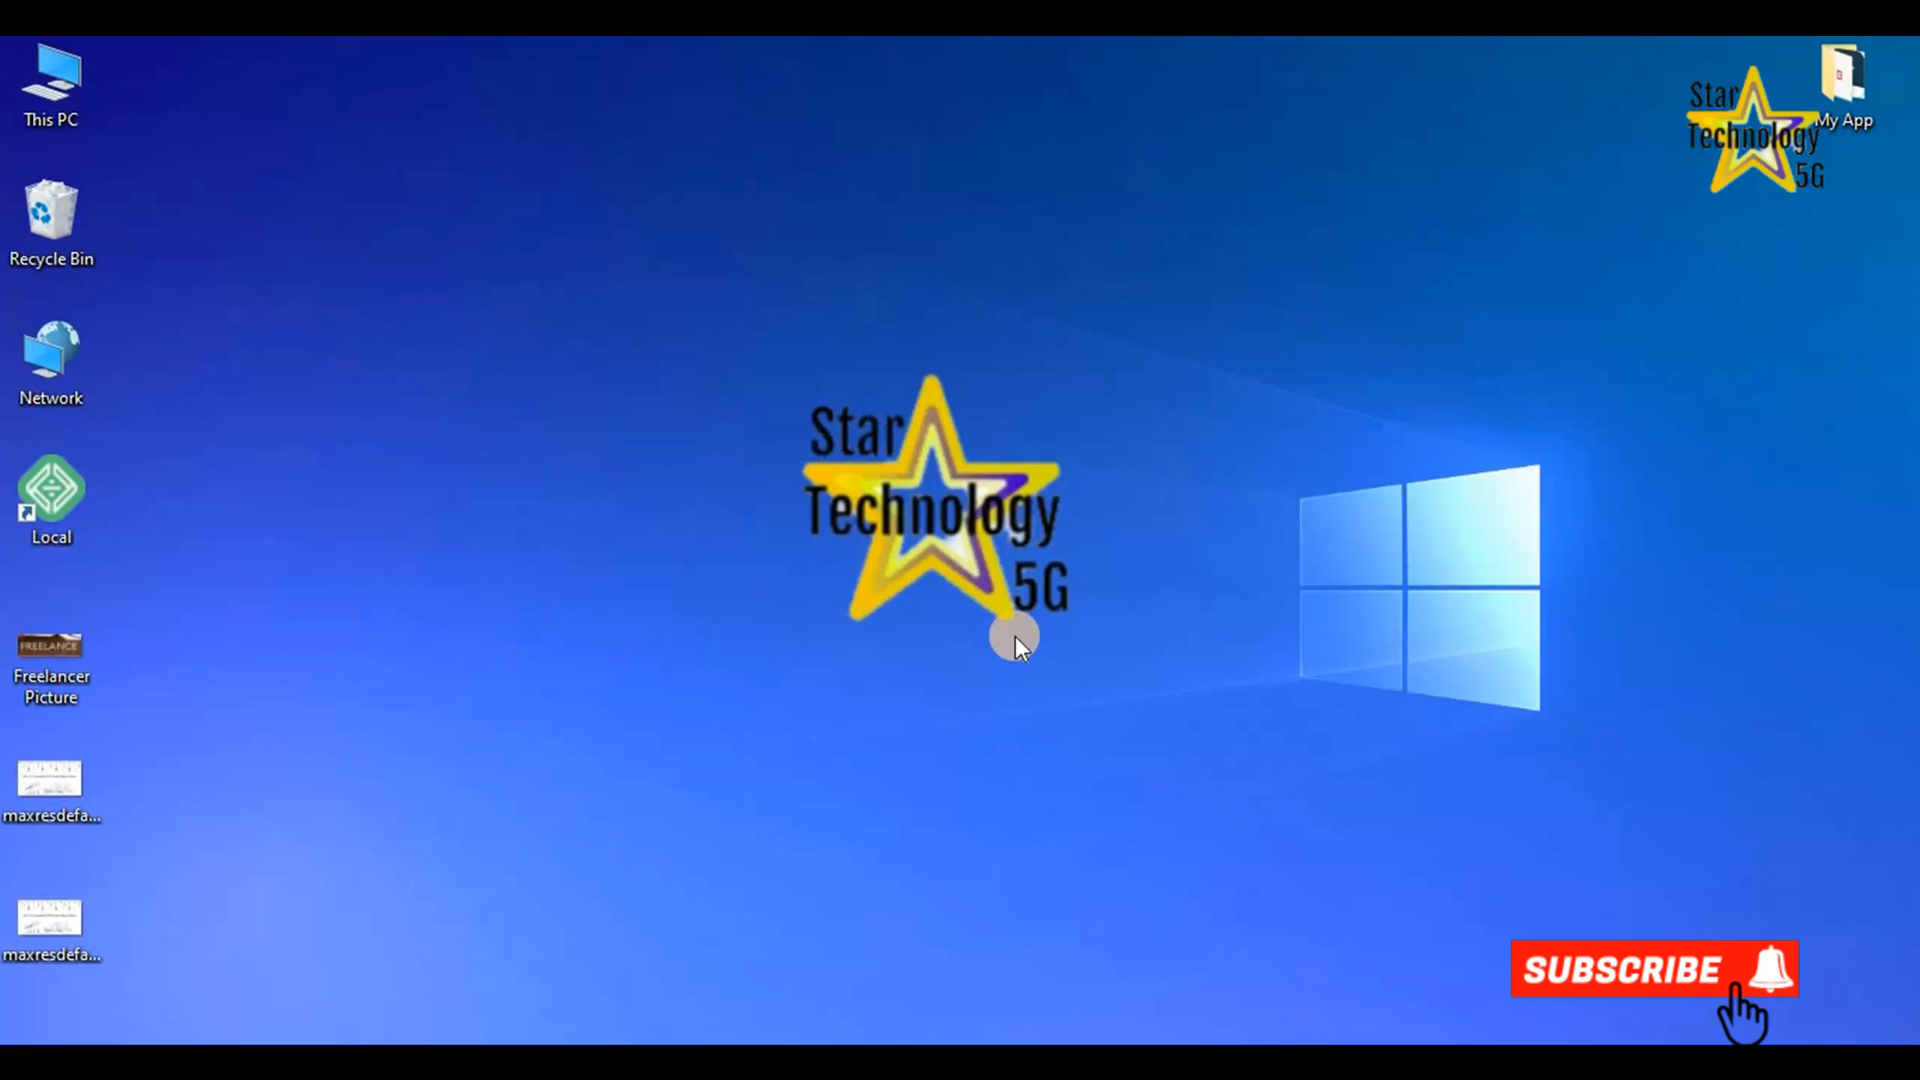 This PC
Recycle Bin
Network
Local
FREELANCE
Freelancer
Picture
maxresdefa...
maxresdefa...
Star
Technology
5G
Star
Technology
5G
My App
SUBSCRIBE